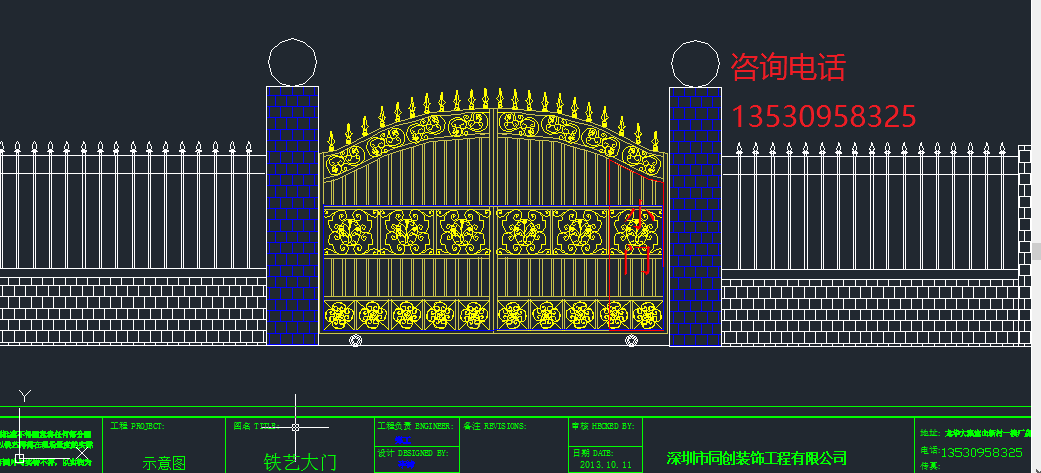 咨询电话
13530958325
Y
工程 PROJECT:
示意图
图名 TITLE:
铁艺大门
工程负责 ENGINEER:
设计 DESIGNED BY:
备注 REVISIONS:
审核 HECKED BY:
日期 DATE:
2013.10.11
深圳市同创装饰工程有限公司
地址:
电话:13530958325
传真: